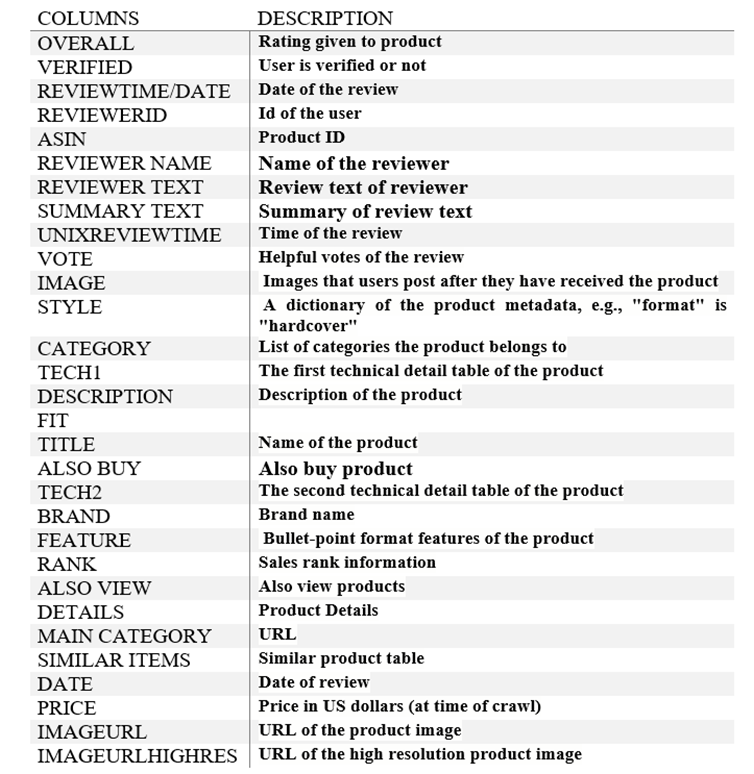 COLUMNS DESCRIPTION
OVERALL Rating given to product
VERIFIED User is verified or not
REVIEWTIME/DATE Date of the review
REVIEWERID Id of the user
ASIN Product ID
REVIEWER NAME Name of the reviewer
REVIEWER TEXT Review text of reviewer
SUMMARY TEXT Summary of review text
UNIXREVIEWTIME Time of the review
VOTE Helpful votes of the review
IMAGE Images that users post after they have received the product
STYLE A dictionary of the product metadata, e.g., "format" is
"hardcover"
CATEGORY List of categories the product belongs to
TECH1 The first technical detail table of the product
DESCRIPTION Description of the product
FIT
TITLE Name of the product
ALSO BUY Also buy product
TECH2 The second technical detail table of the product
BRAND Brand name
FEATURE Bullet-point format features of the product
RANK Sales rank information
ALSO VIEW Also view products
DETAILS Product Details
MAIN CATEGORY URL
SIMILAR ITEMS Similar product table
DATE Date of review
PRICE Price in US dollars (at time of crawl)
IMAGEURL URL of the product image
IMAGEURLHIGHRES URL of the high resolution product image